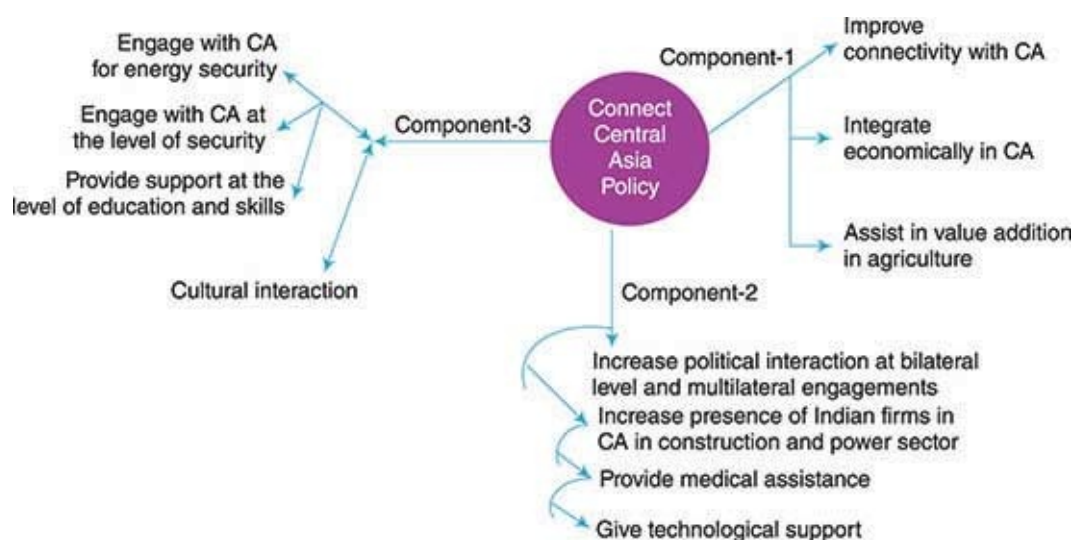 Connect
Central
Asia
Policy
Component-1
Improve
connectivity with CA
Integrate
economically in CA
Assist in value addition
in agriculture
Component-2
Increase political interaction at bilateral
level and multilateral engagements
Increase presence of Indian firms in
CA in construction and power sector
Provide medical assistance
Give technological support
Component-3
Engage with CA
for energy security
Engage with CA at
the level of security
Provide support at the
level of education and skills
Cultural interaction